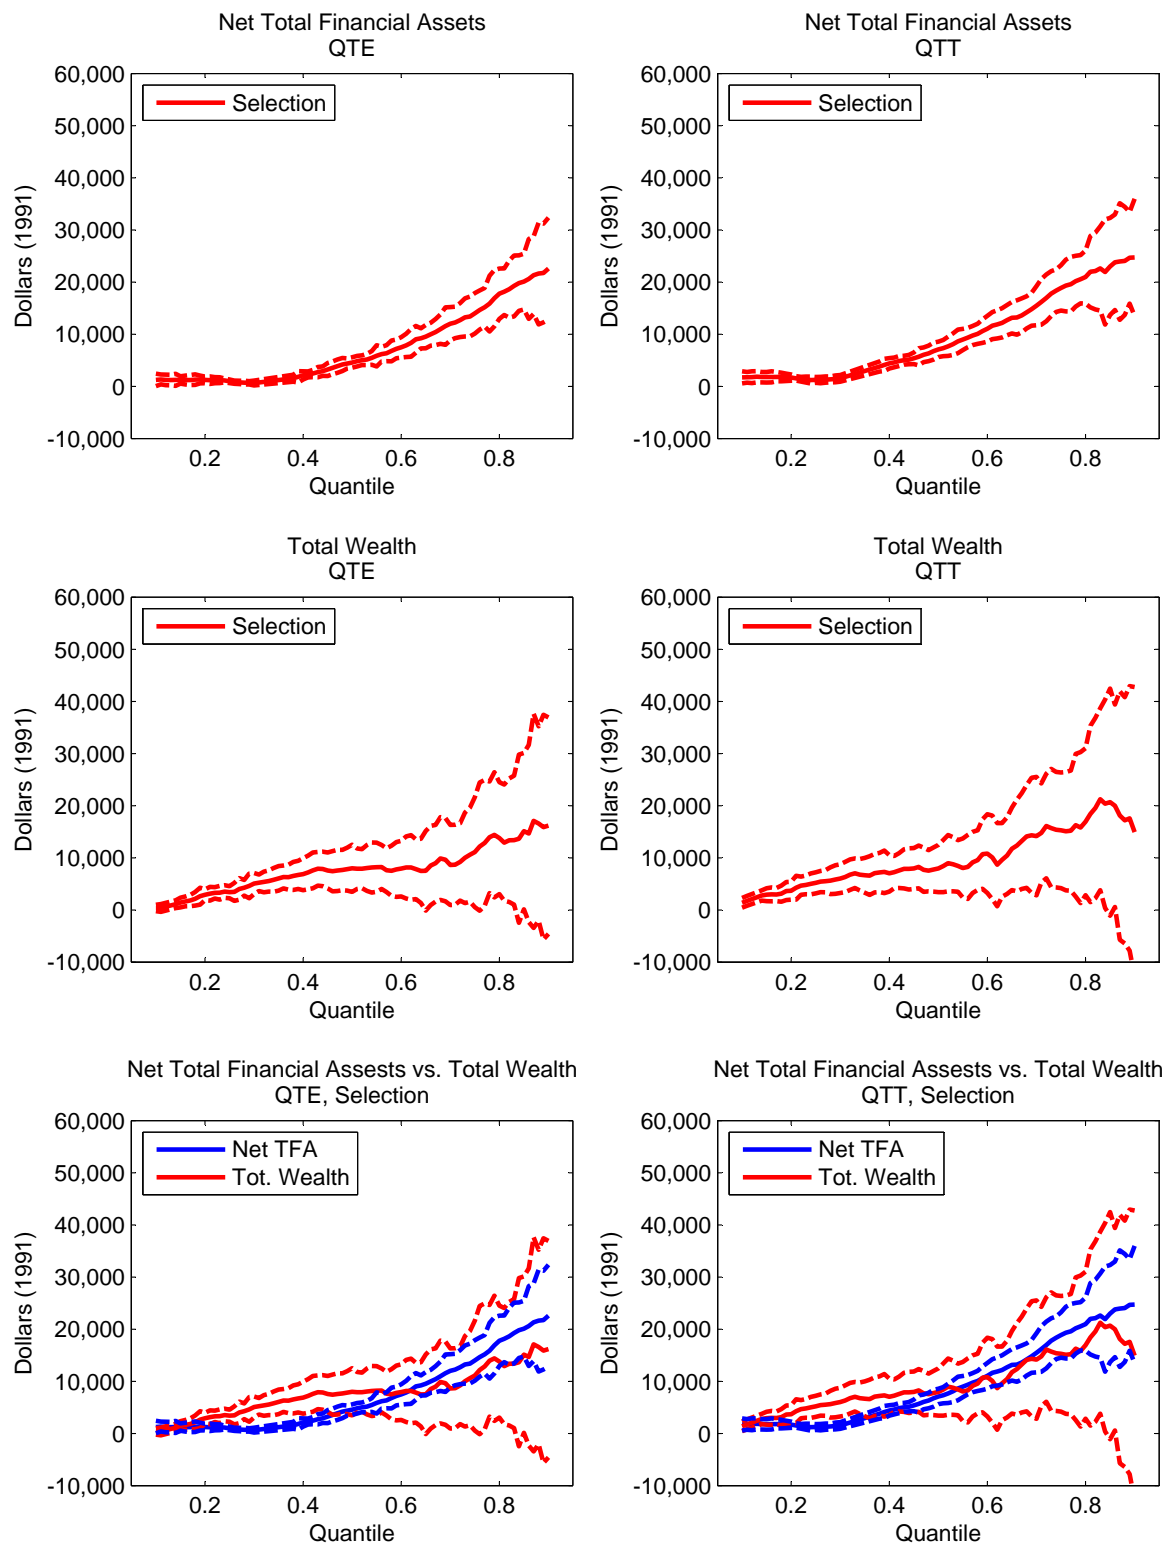 Net Total Financial Assets
QTE
60,000
50,000
40,000
30,000
20,000
10,000
0
-10,000
Dollars (1991)
Selection
0.2 0.4 0.6 0.8
Quantile
Net Total Financial Assets
QTT
60,000
50,000
40,000
30,000
20,000
10,000
0
-10,000
Dollars (1991)
Selection
0.2 0.4 0.6 0.8
Quantile
Total Wealth
QTE
60,000
50,000
40,000
30,000
20,000
10,000
0
-10,000
Dollars (1991)
Selection
0.2 0.4 0.6 0.8
Quantile
Total Wealth
QTT
60,000
50,000
40,000
30,000
20,000
10,000
0
-10,000
Dollars (1991)
Selection
0.2 0.4 0.6 0.8
Quantile
Net Total Financial Assests vs. Total Wealth
QTE, Selection
60,000
50,000
40,000
30,000
20,000
10,000
0
-10,000
Dollars (1991)
Net TFA
Tot. Wealth
0.2 0.4 0.6 0.8
Quantile
Net Total Financial Assests vs. Total Wealth
QTT, Selection
60,000
50,000
40,000
30,000
20,000
10,000
0
-10,000
Dollars (1991)
Net TFA
Tot. Wealth
0.2 0.4 0.6 0.8
Quantile